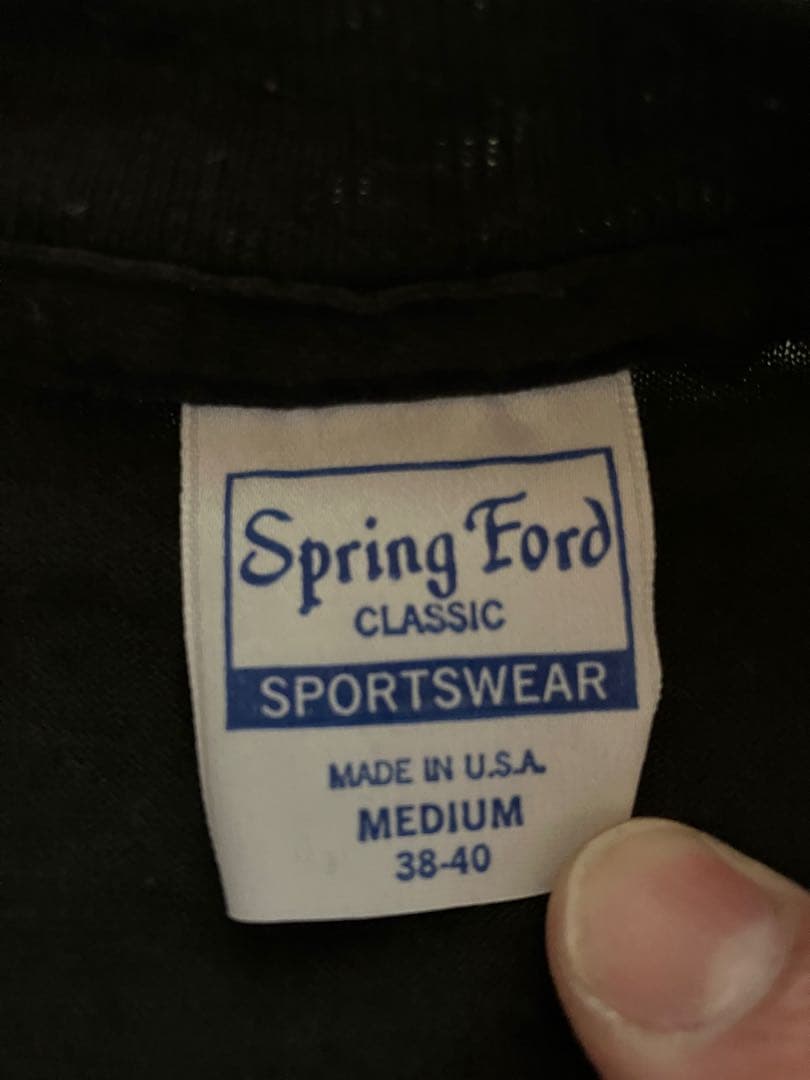 Spring Ford
CLASSIC
SPORTSWEAR
MADE IN U.S.A.
MEDIUM
38-40